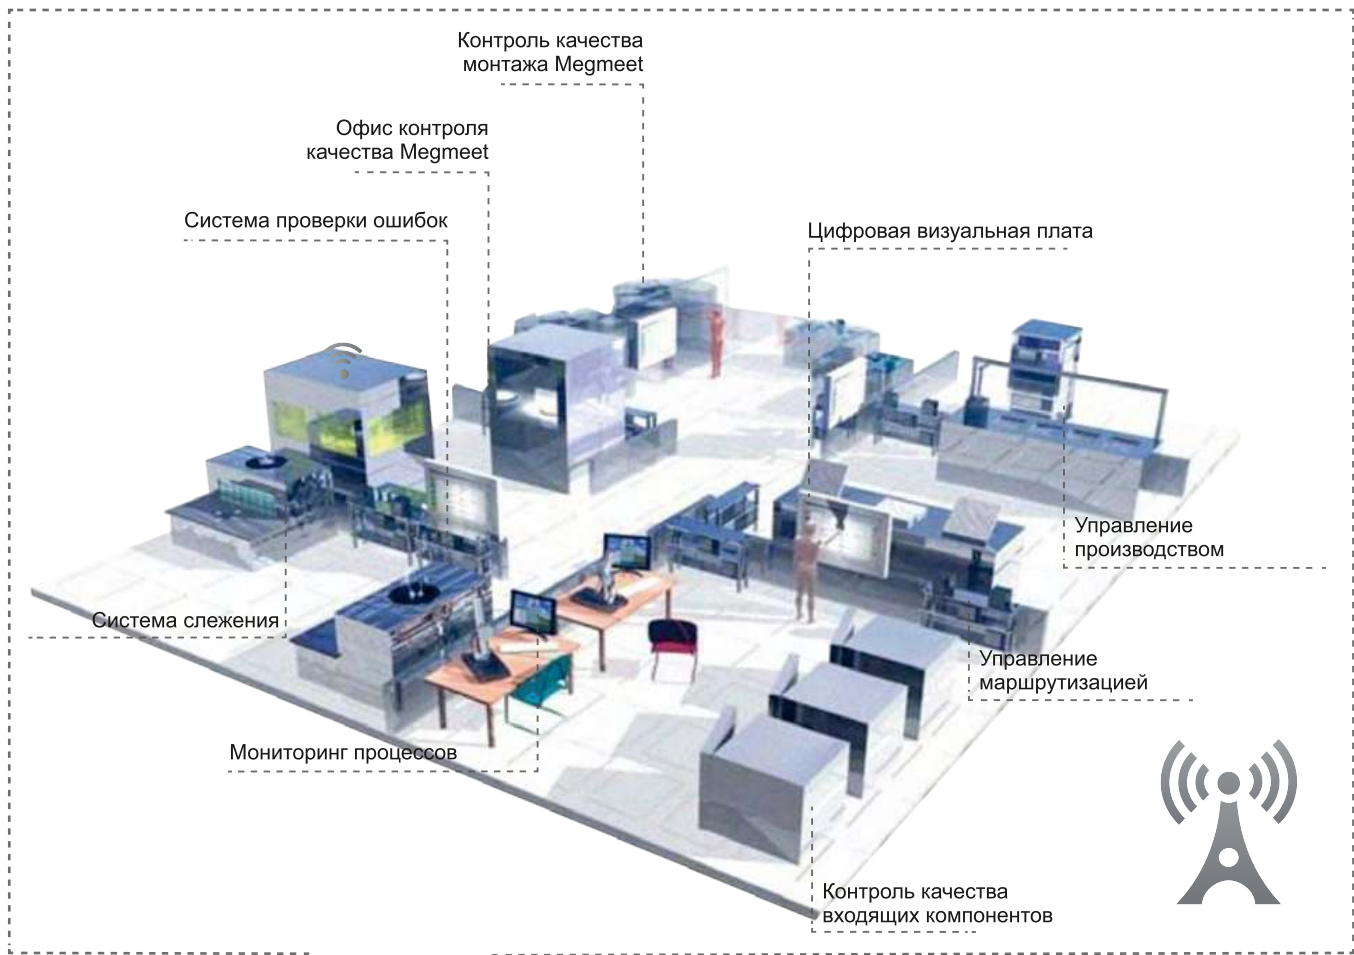 Контроль качества
монтажа Megmeet
Офис контроля
качества Megmeet
Система проверки ошибок
Цифровая визуальная плата
Управление
производством
Система слежения
Управление
маршрутизацией
Мониторинг процессов
Контроль качества
входящих компонентов